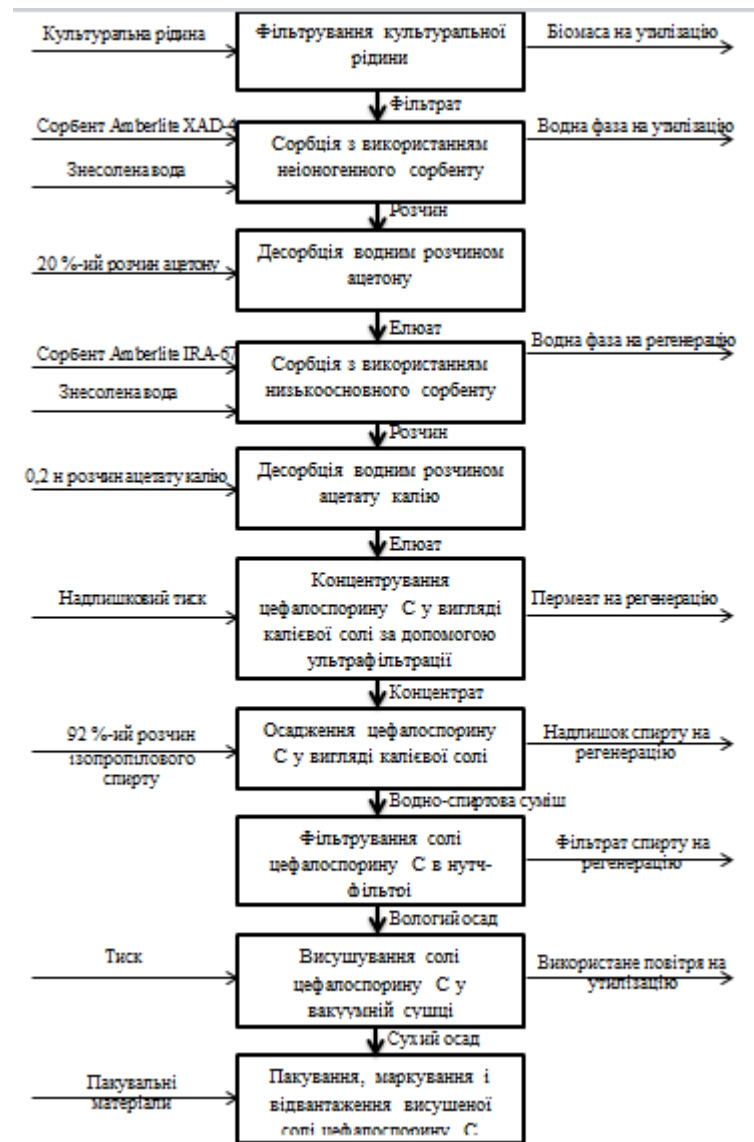 Культуральна рідина
Фільтрування культуральної
рідини
Біомаса на утилізацію
Фільтрат
Сорбент Amberlite XAD-4
Знесолена вода
Сорбція з використанням
неіоногенного сорбенту
Водна фаза на утилізацію
Розчин
20 %-ий розчин ацетону
Десорбція водним розчином
ацетону
Елюат
Сорбент Amberlite IRA-67
Знесолена вода
Сорбція з використанням
низькоосновного сорбенту
Водна фаза на регенерацію
Розчин
0,2 н розчин ацетату калію
Десорбція водним розчином
ацетату калію
Елюат
Надлишковий тиск
Концентрування
цефалоспорину С у вигляді
калієвої солі за допомогою
ультрафільтрації
Пермеат на регенерацію
Концентрат
92 %-ий розчин
ізопропілового
спирту
Осадження цефалоспорину
С у вигляді калієвої солі
Надлишок спирту на
регенерацію
Водно-спиртова суміш
Фільтрування солі
цефалоспорину С в нутч-
фільтрі
Фільтрат спирту на
регенерацію
Вологий осад
Тиск
Висушування солі
цефалоспорину С у
вакуумній сушці
Використане повітря на
утилізацію
Сухий осад
Пакувальні
матеріали
Пакування, маркування і
відвантаження висушеної
солі цефалоспорину С